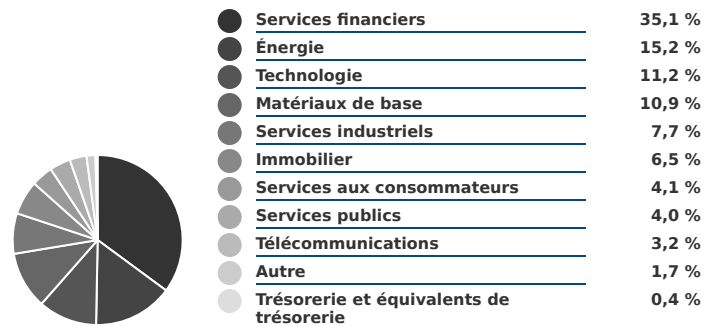 Services financiers 35,1 %
Énergie 15,2 %
Technologie 11,2 %
Matériaux de base 10,9 %
Services industriels 7,7 %
Immobilier 6,5 %
Services aux consommateurs 4,1 %
Services publics 4,0 %
Télécommunications 3,2 %
Autre 1,7 %
Trésorerie et équivalents de 0,4 %
trésorerie